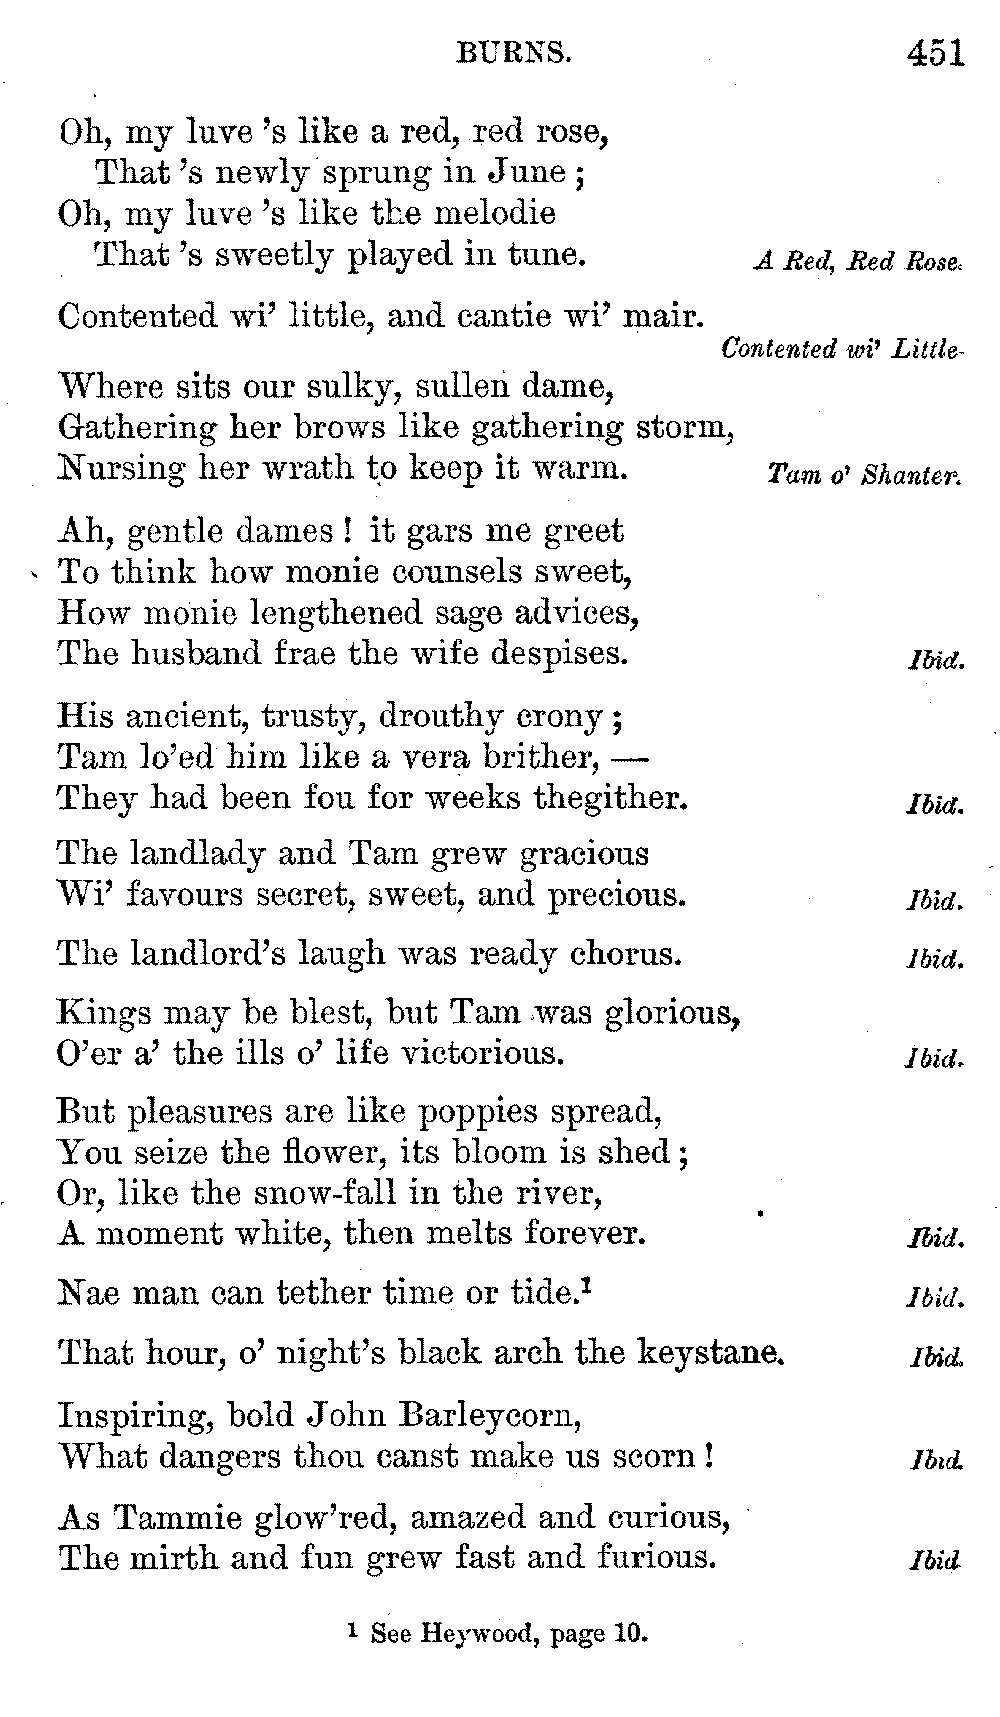 BURNS. 451
Oh, my luve 's like a red, red rose,
That 's newly sprung in June ;
Oh, my luve 's like the melodie
That 's sweetly played in tune. A Red, Red Rose.
Contented wi' little, and cantie wi' mair.
Contented wi' Little.
Where sits our sulky, sullen dame,
Gathering her brows like gathering storm,
Nursing her wrath to keep it warm. Tam o' Shanter.
Ah, gentle dames ! it gars me greet
To think how monie counsels sweet,
How monie lengthened sage advices,
The husband frae the wife despises. Ibid.
His ancient, trusty, drouthy crony ;
Tam lo'ed him like a vera brither, —
They had been fou for weeks thegither. Ibid.
The landlady and Tam grew gracious
Wi' favours secret, sweet, and precious. Ibid.
The landlord's laugh was ready chorus. Ibid.
Kings may be blest, but Tam was glorious,
O'er a' the ills o' life victorious. Ibid.
But pleasures are like poppies spread,
You seize the flower, its bloom is shed ;
Or, like the snow-fall in the river,
A moment white, then melts forever. Ibid.
Nae man can tether time or tide.¹ Ibid.
That hour, o' night's black arch the keystane. Ibid.
Inspiring, bold John Barleycorn,
What dangers thou canst make us scorn ! Ibid.
As Tammie glow'red, amazed and curious,
The mirth and fun grew fast and furious. Ibid
¹ See Heywood, page 10.